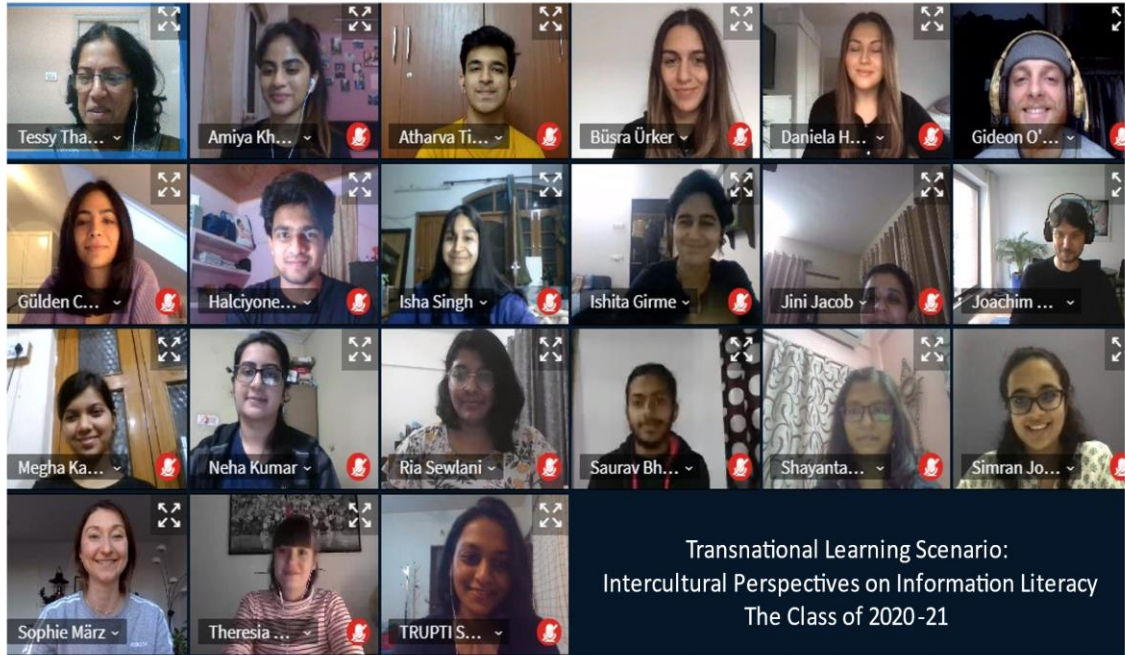 Tessy Tha...
Amiya Kh...
Atharva Ti...
Büsra Ürker
Daniela H...
Gideon O'...
Gülden C...
Halciyone...
Isha Singh
Ishita Girme
Jini Jacob
Joachim ...
Megha Ka...
Neha Kumar
Ria Sewlani
Saurav Bh...
Shayanta...
Simran Jo...
Sophie März
Theresia ...
TRUPTI S...
Transnational Learning Scenario:
Intercultural Perspectives on Information Literacy
The Class of 2020-21